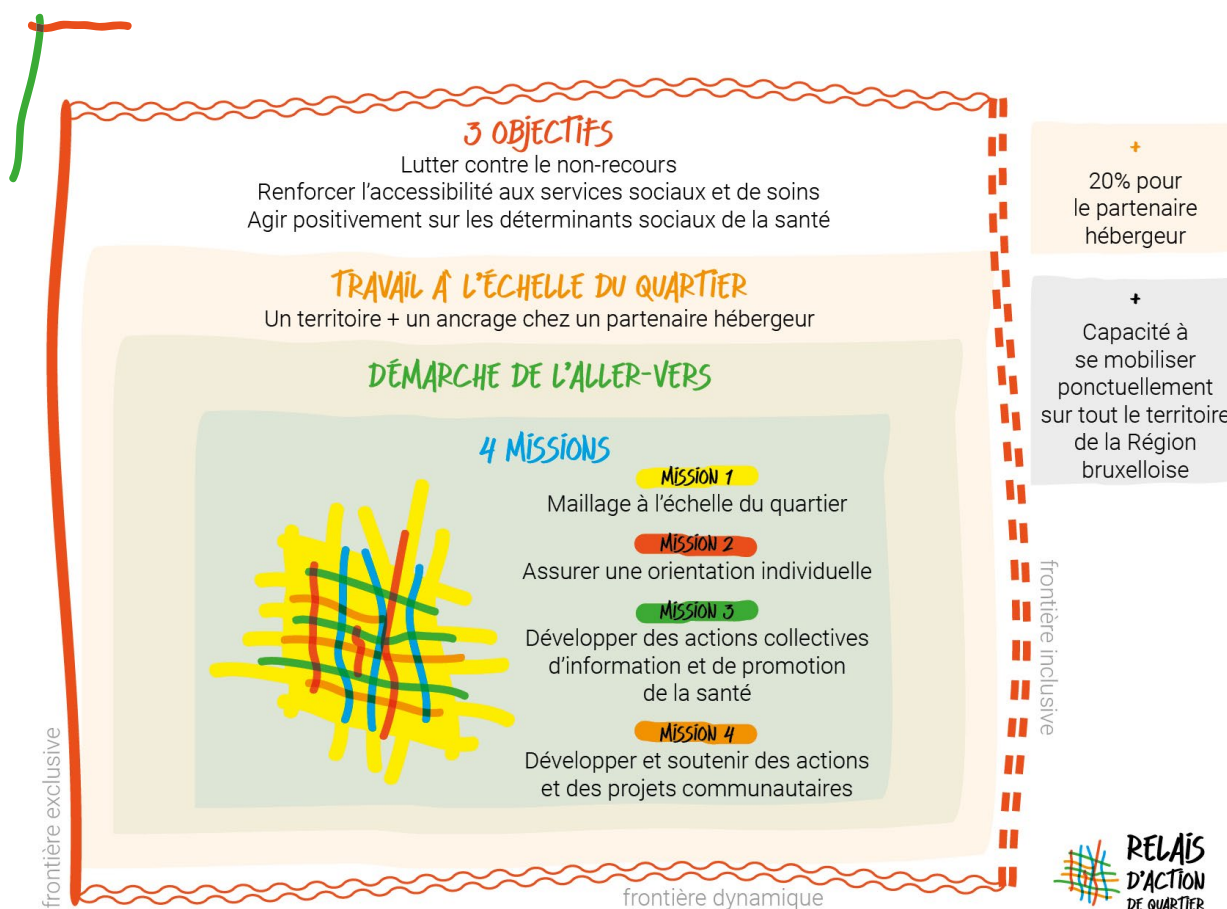 3 OBJECTIFS
Lutter contre le non-recours
Renforcer l'accessibilité aux services sociaux et de soins
Agir positivement sur les déterminants sociaux de la santé
TRAVAIL À L'ÉCHELLE DU QUARTIER
Un territoire + un ancrage chez un partenaire hébergeur
DÉMARCHE DE L'ALLER-VERS
4 MISSIONS
MISSION 1
Maillage à l'échelle du quartier
MISSION 2
Assurer une orientation individuelle
MISSION 3
Développer des actions collectives
d'information et de promotion
de la santé
MISSION 4
Développer et soutenir des actions
et des projets communautaires
+
20% pour
le partenaire
hébergeur
+
Capacité à
se mobiliser
ponctuellement
sur tout le territoire
de la Région
bruxelloise
frontière exclusive
frontière inclusive
frontière dynamique
RELAIS
D'ACTION
DE QUARTIER